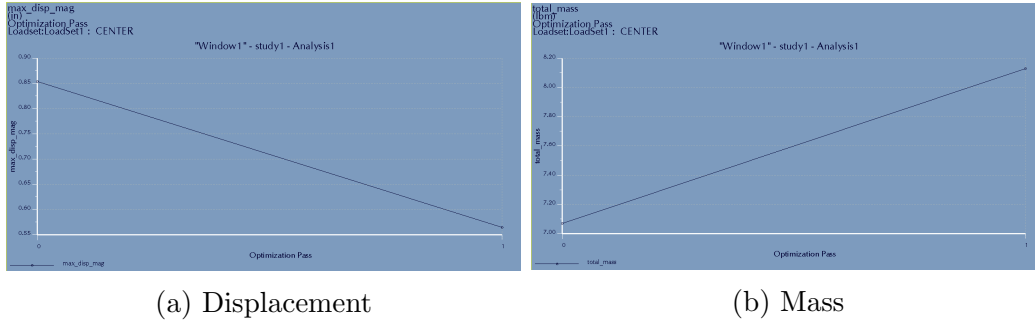 max_disp_mag
(in)
Optimization Pass
Loadset:LoadSet1 : CENTER
"Window1" - study1 - Analysis1
0.90
0.85
0.80
0.75
0.70
0.65
0.60
0.55
max_disp_mag
0
1
Optimization Pass
max_disp_mag
(a) Displacement
total_mass
(lbm)
Optimization Pass
Loadset:LoadSet1 : CENTER
"Window1" - study1 - Analysis1
8.20
8.00
7.80
7.60
7.40
7.20
7.00
total_mass
0
1
Optimization Pass
total_mass
(b) Mass